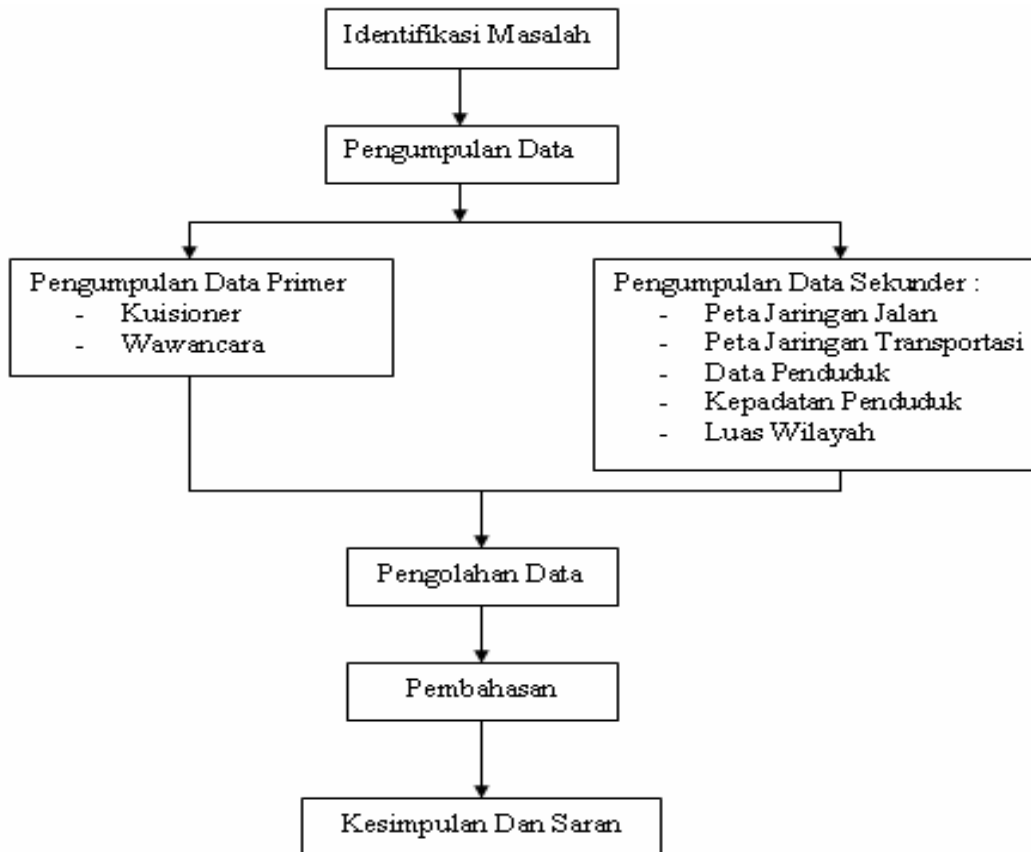 Identifikasi Masalah
Pengumpulan Data
Pengumpulan Data Primer
- Kuisioner
- Wawancara
Pengumpulan Data Sekunder :
- Peta Jaringan Jalan
- Peta Jaringan Transportasi
- Data Penduduk
- Kepadatan Penduduk
- Luas Wilayah
Pengolahan Data
Pembahasan
Kesimpulan Dan Saran